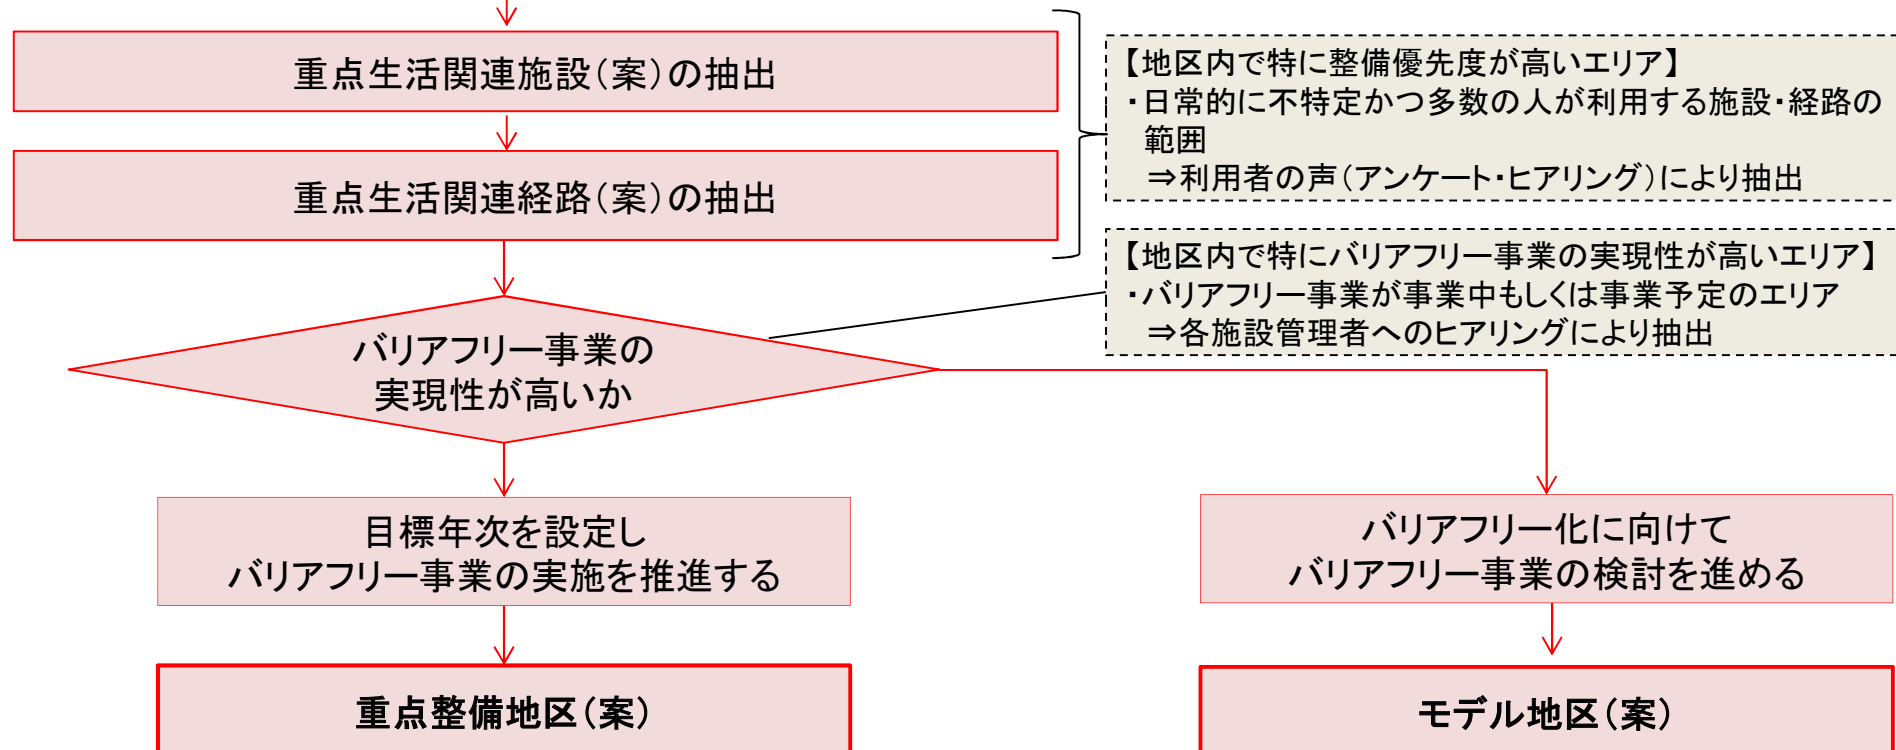 重点生活関連施設（案）の抽出
【地区内で特に整備優先度が高いエリア】
・日常的に不特定かつ多数の人が利用する施設・経路の
範囲
⇒利用者の声（アンケート・ヒアリング）により抽出
重点生活関連経路（案）の抽出
【地区内で特にバリアフリー事業の実現性が高いエリア】
・バリアフリー事業が事業中もしくは事業予定のエリア
⇒各施設管理者へのヒアリングにより抽出
バリアフリー事業の
実現性が高いか
目標年次を設定し
バリアフリー事業の実施を推進する
バリアフリー化に向けて
バリアフリー事業の検討を進める
重点整備地区（案）
モデル地区（案）